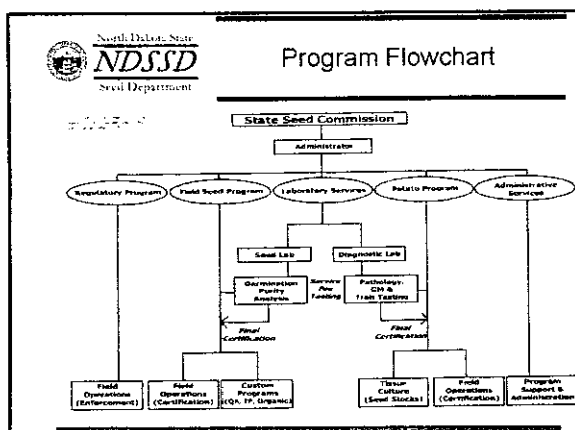 North Dakota State
NDSSD
Seed Department
Program Flowchart
State Seed Commission
Administrator
Regulatory Program
Field Seed Program
Laboratory Services
Potato Program
Administrative
Services
Seed Lab
Diagnostic Lab
Germination
Purity
Analysis
Service
Fee
Testing
Pathology,
GM &
Trait Testing
Final
Certification
Final
Certification
Field
Operations
(Enforcement)
Field
Operations
(Certification)
Custom
Programs
(QA, IP, Organic)
Tissue
Culture
(Seed Stocks)
Field
Operations
(Certification)
Program
Support &
Administration